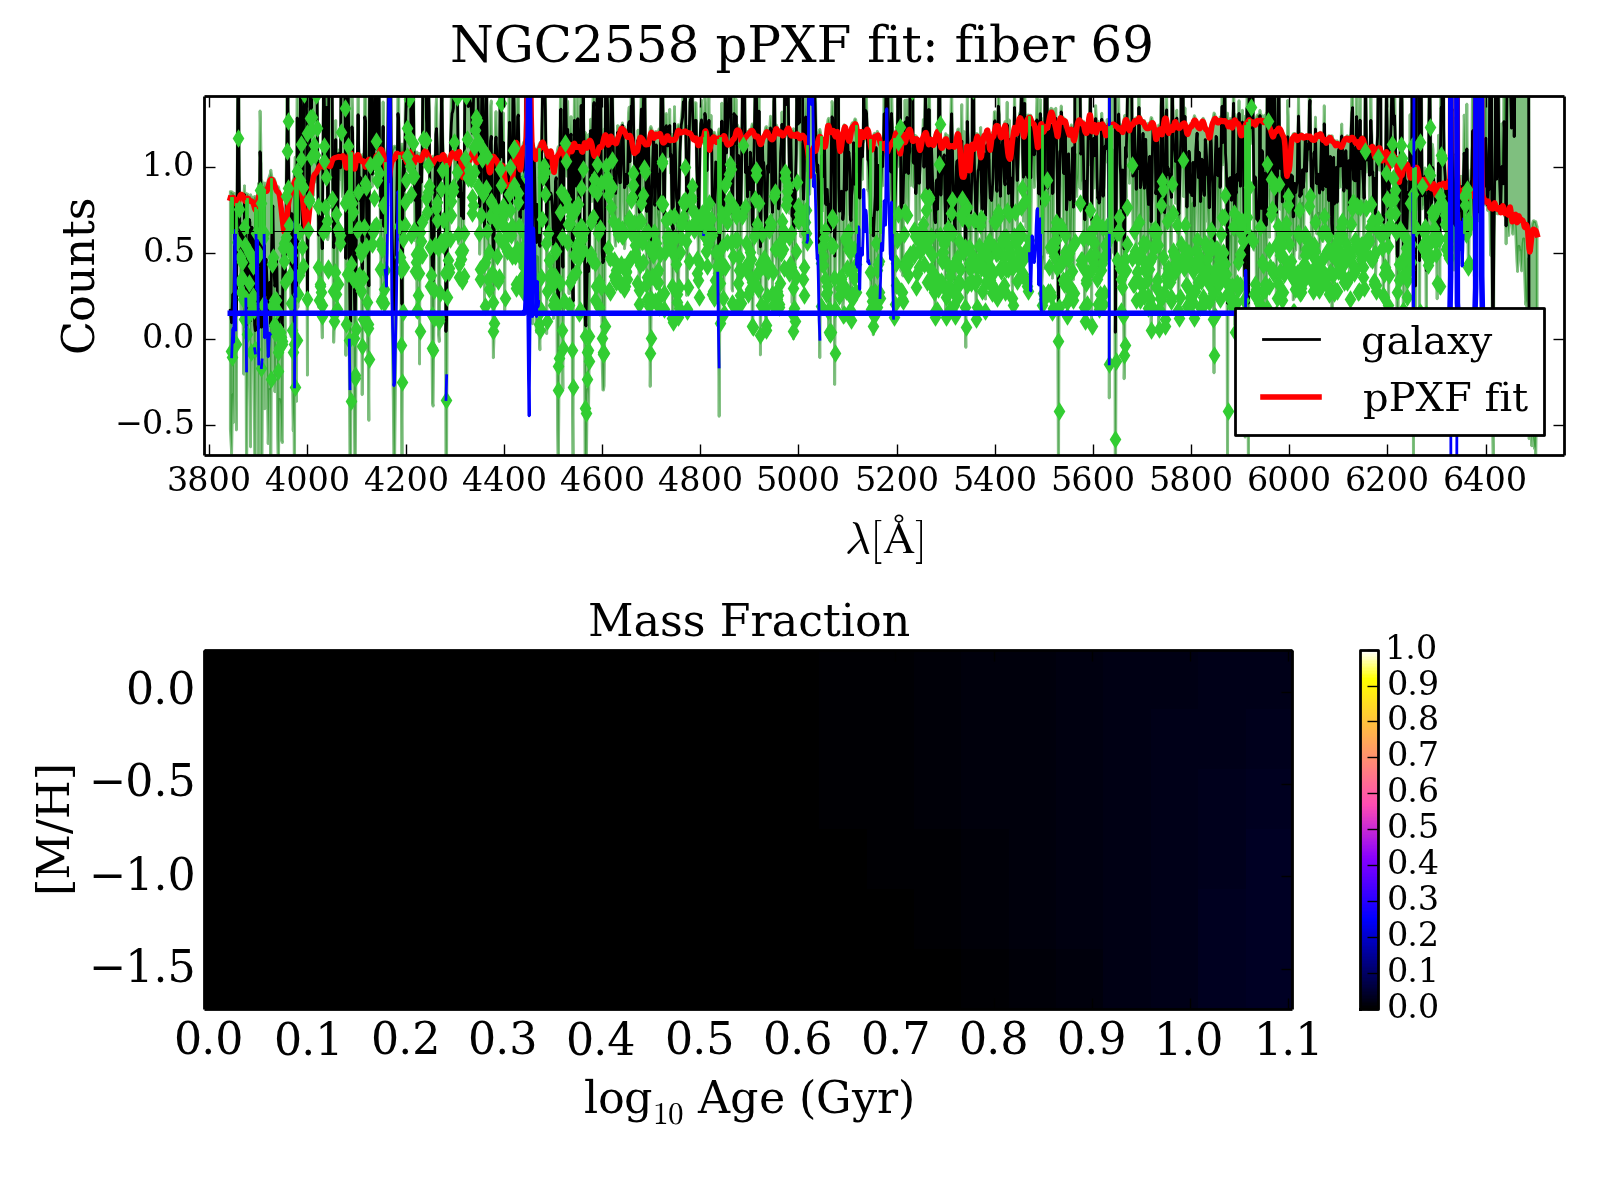 NGC2558 pPXF fit: fiber 69
Counts
1.0
0.5
0.0
−0.5
3800 4000 4200 4400 4600 4800 5000 5200 5400 5600 5800 6000 6200 6400
λ[Å]
galaxy
pPXF fit
Mass Fraction
[M/H]
0.0
−0.5
−1.0
−1.5
0.0 0.1 0.2 0.3 0.4 0.5 0.6 0.7 0.8 0.9 1.0 1.1
log₁₀ Age (Gyr)
1.0
0.9
0.8
0.7
0.6
0.5
0.4
0.3
0.2
0.1
0.0